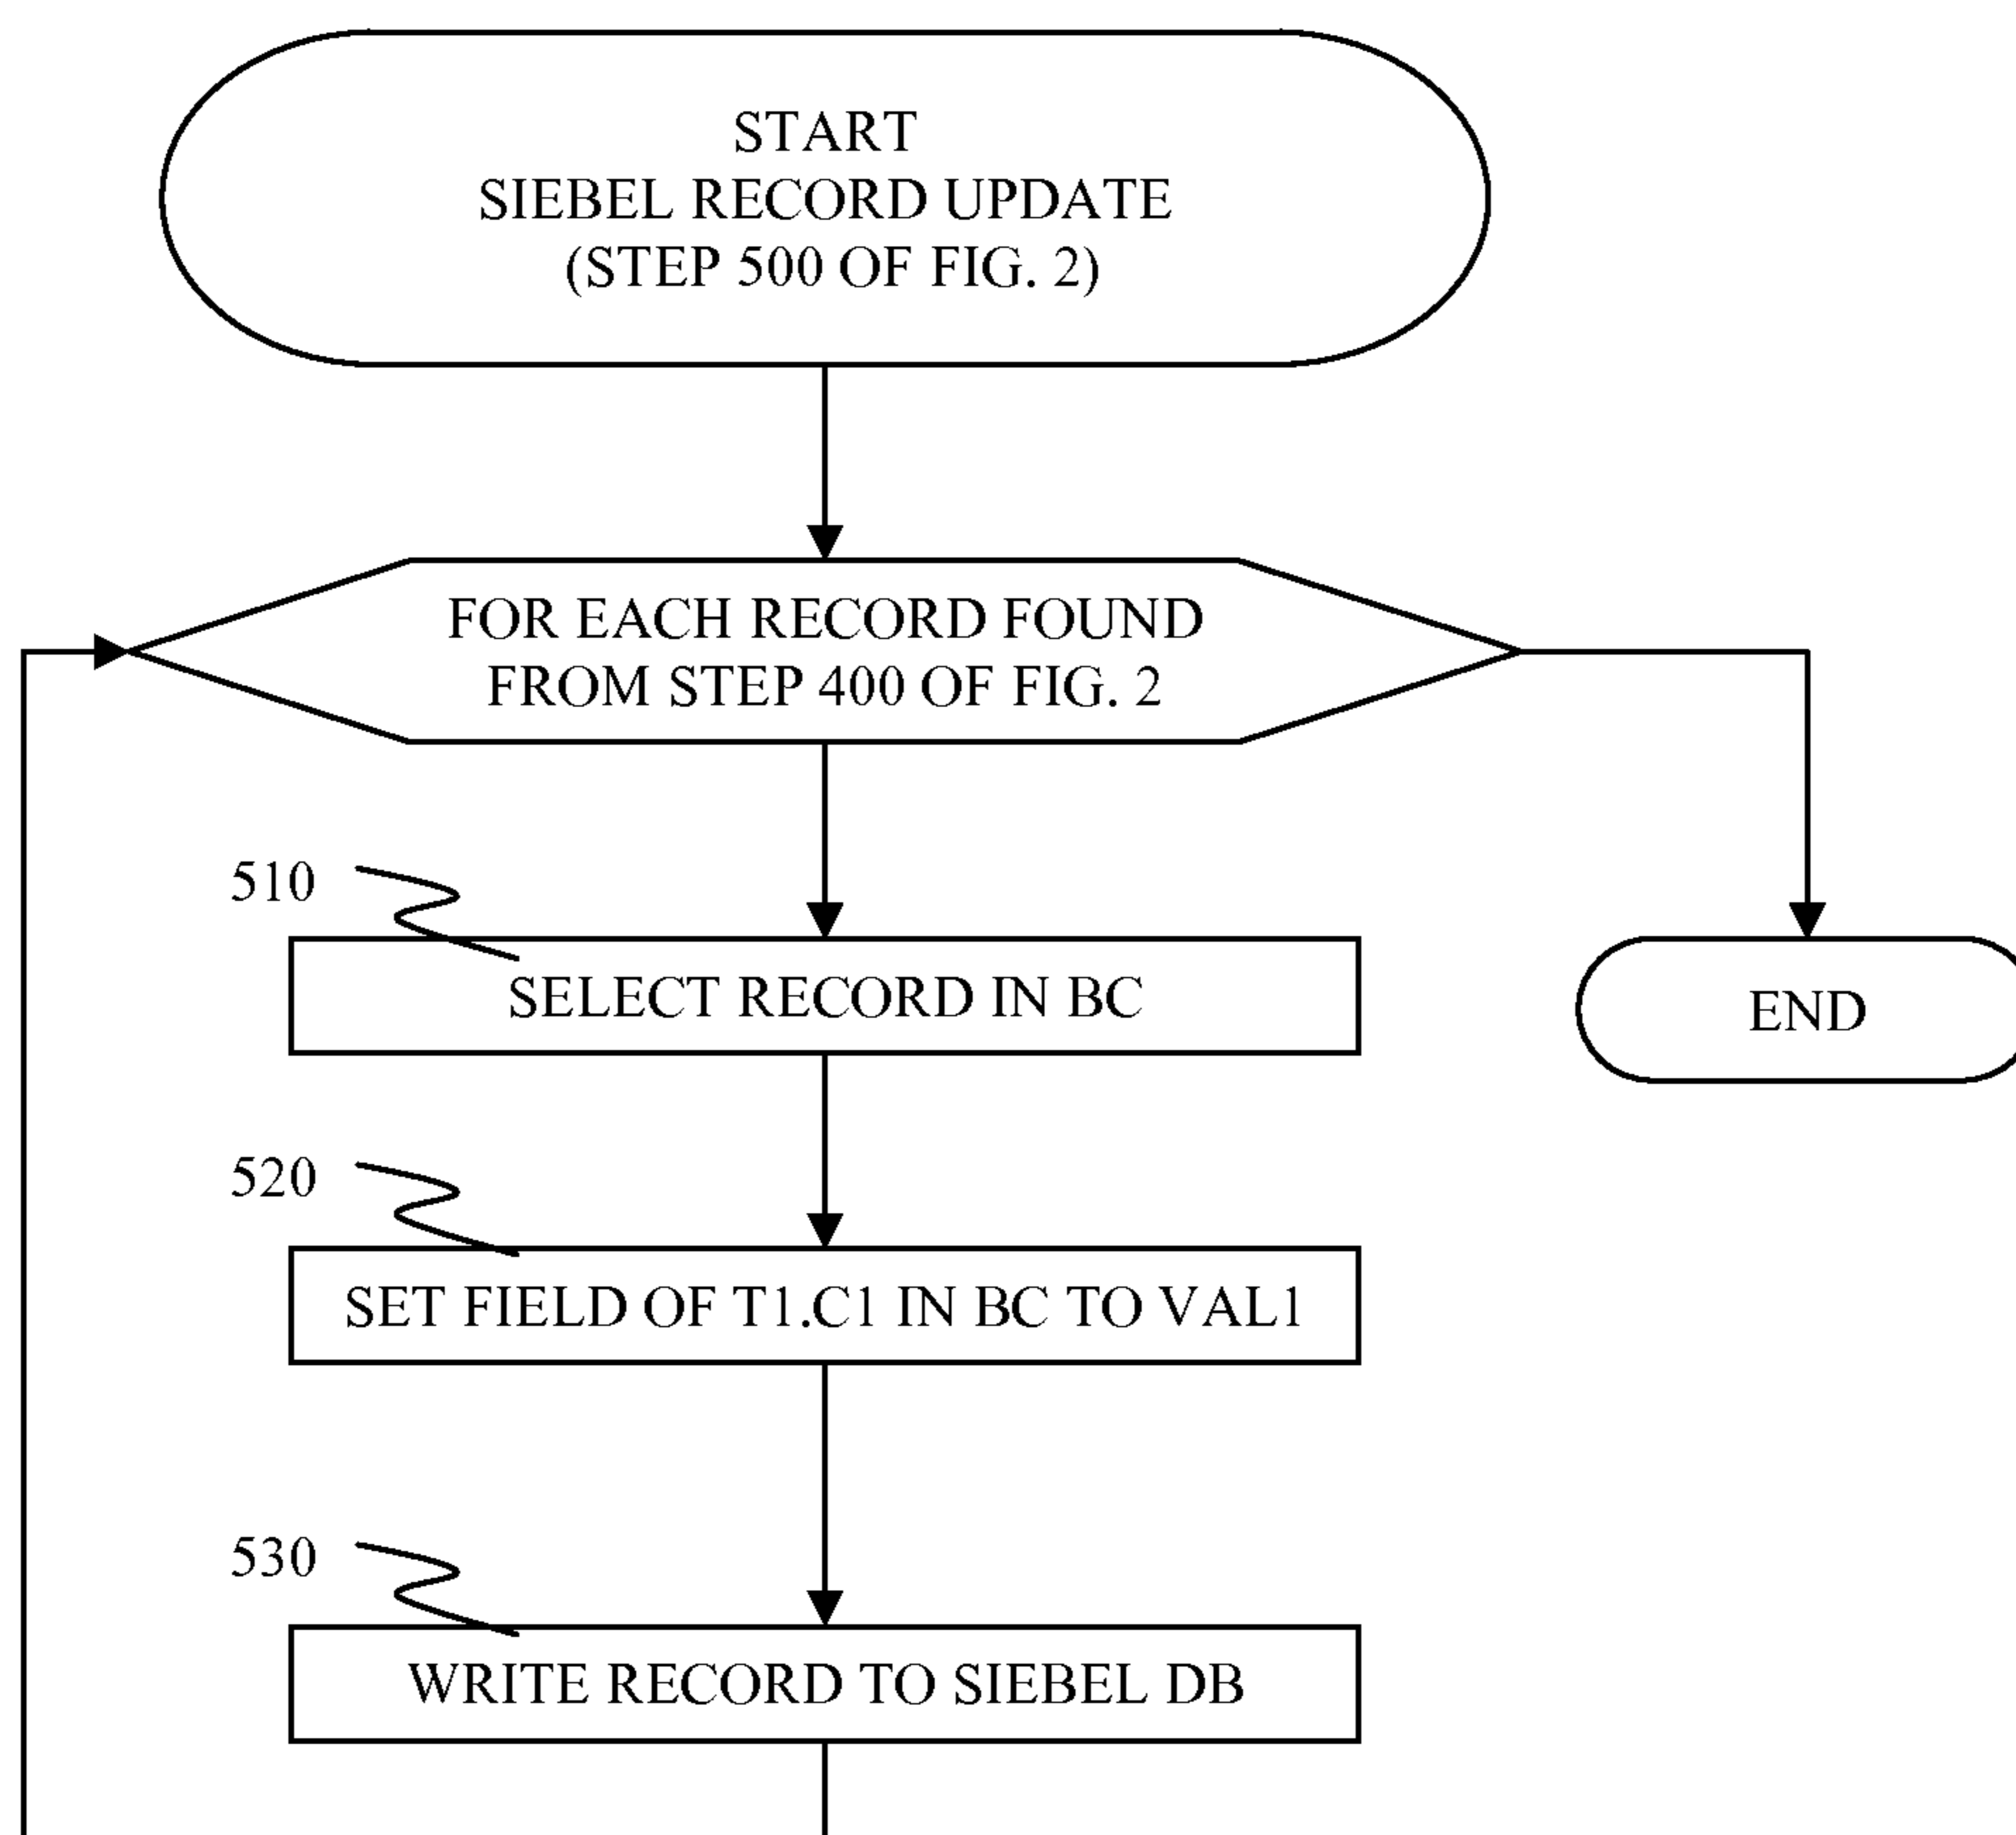 START
SIEBEL RECORD UPDATE
(STEP 500 OF FIG. 2)
FOR EACH RECORD FOUND
FROM STEP 400 OF FIG. 2
510
SELECT RECORD IN BC
END
520
SET FIELD OF T1.C1 IN BC TO VAL1
530
WRITE RECORD TO SIEBEL DB